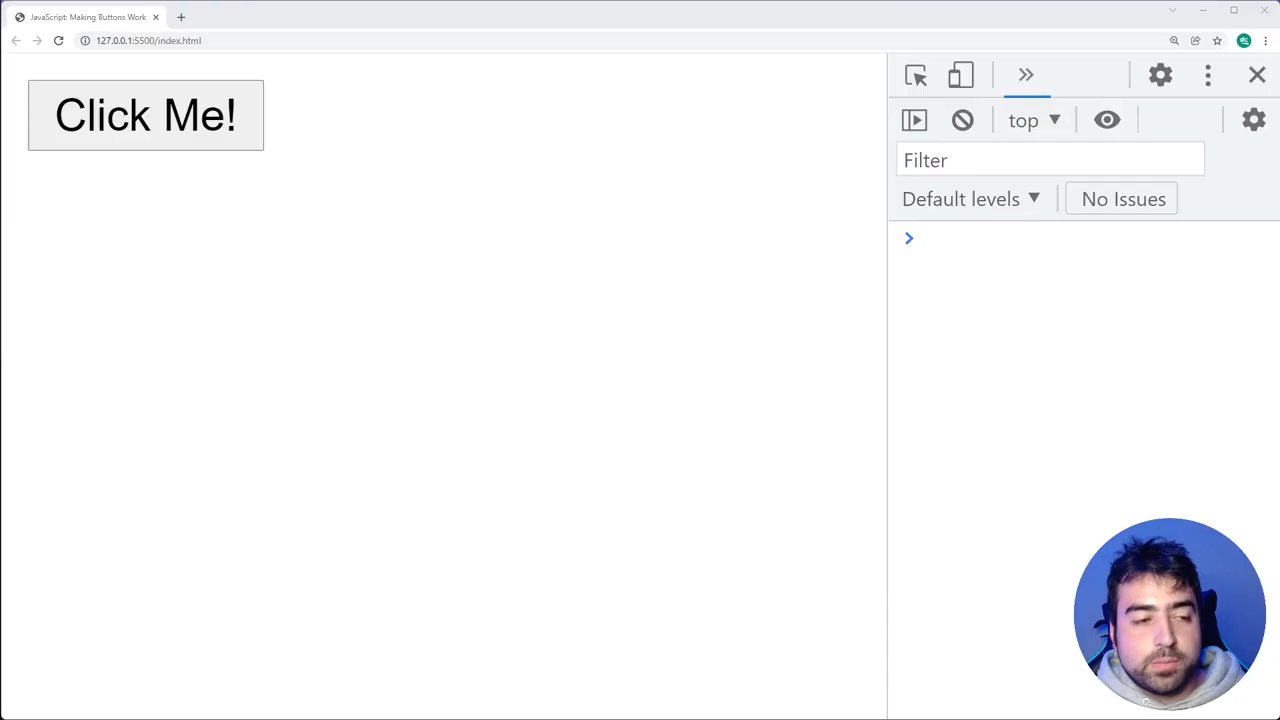 JavaScript: Making Buttons Work
127.0.0.1:5500/index.html
Click Me!
top
Filter
Default levels
No Issues